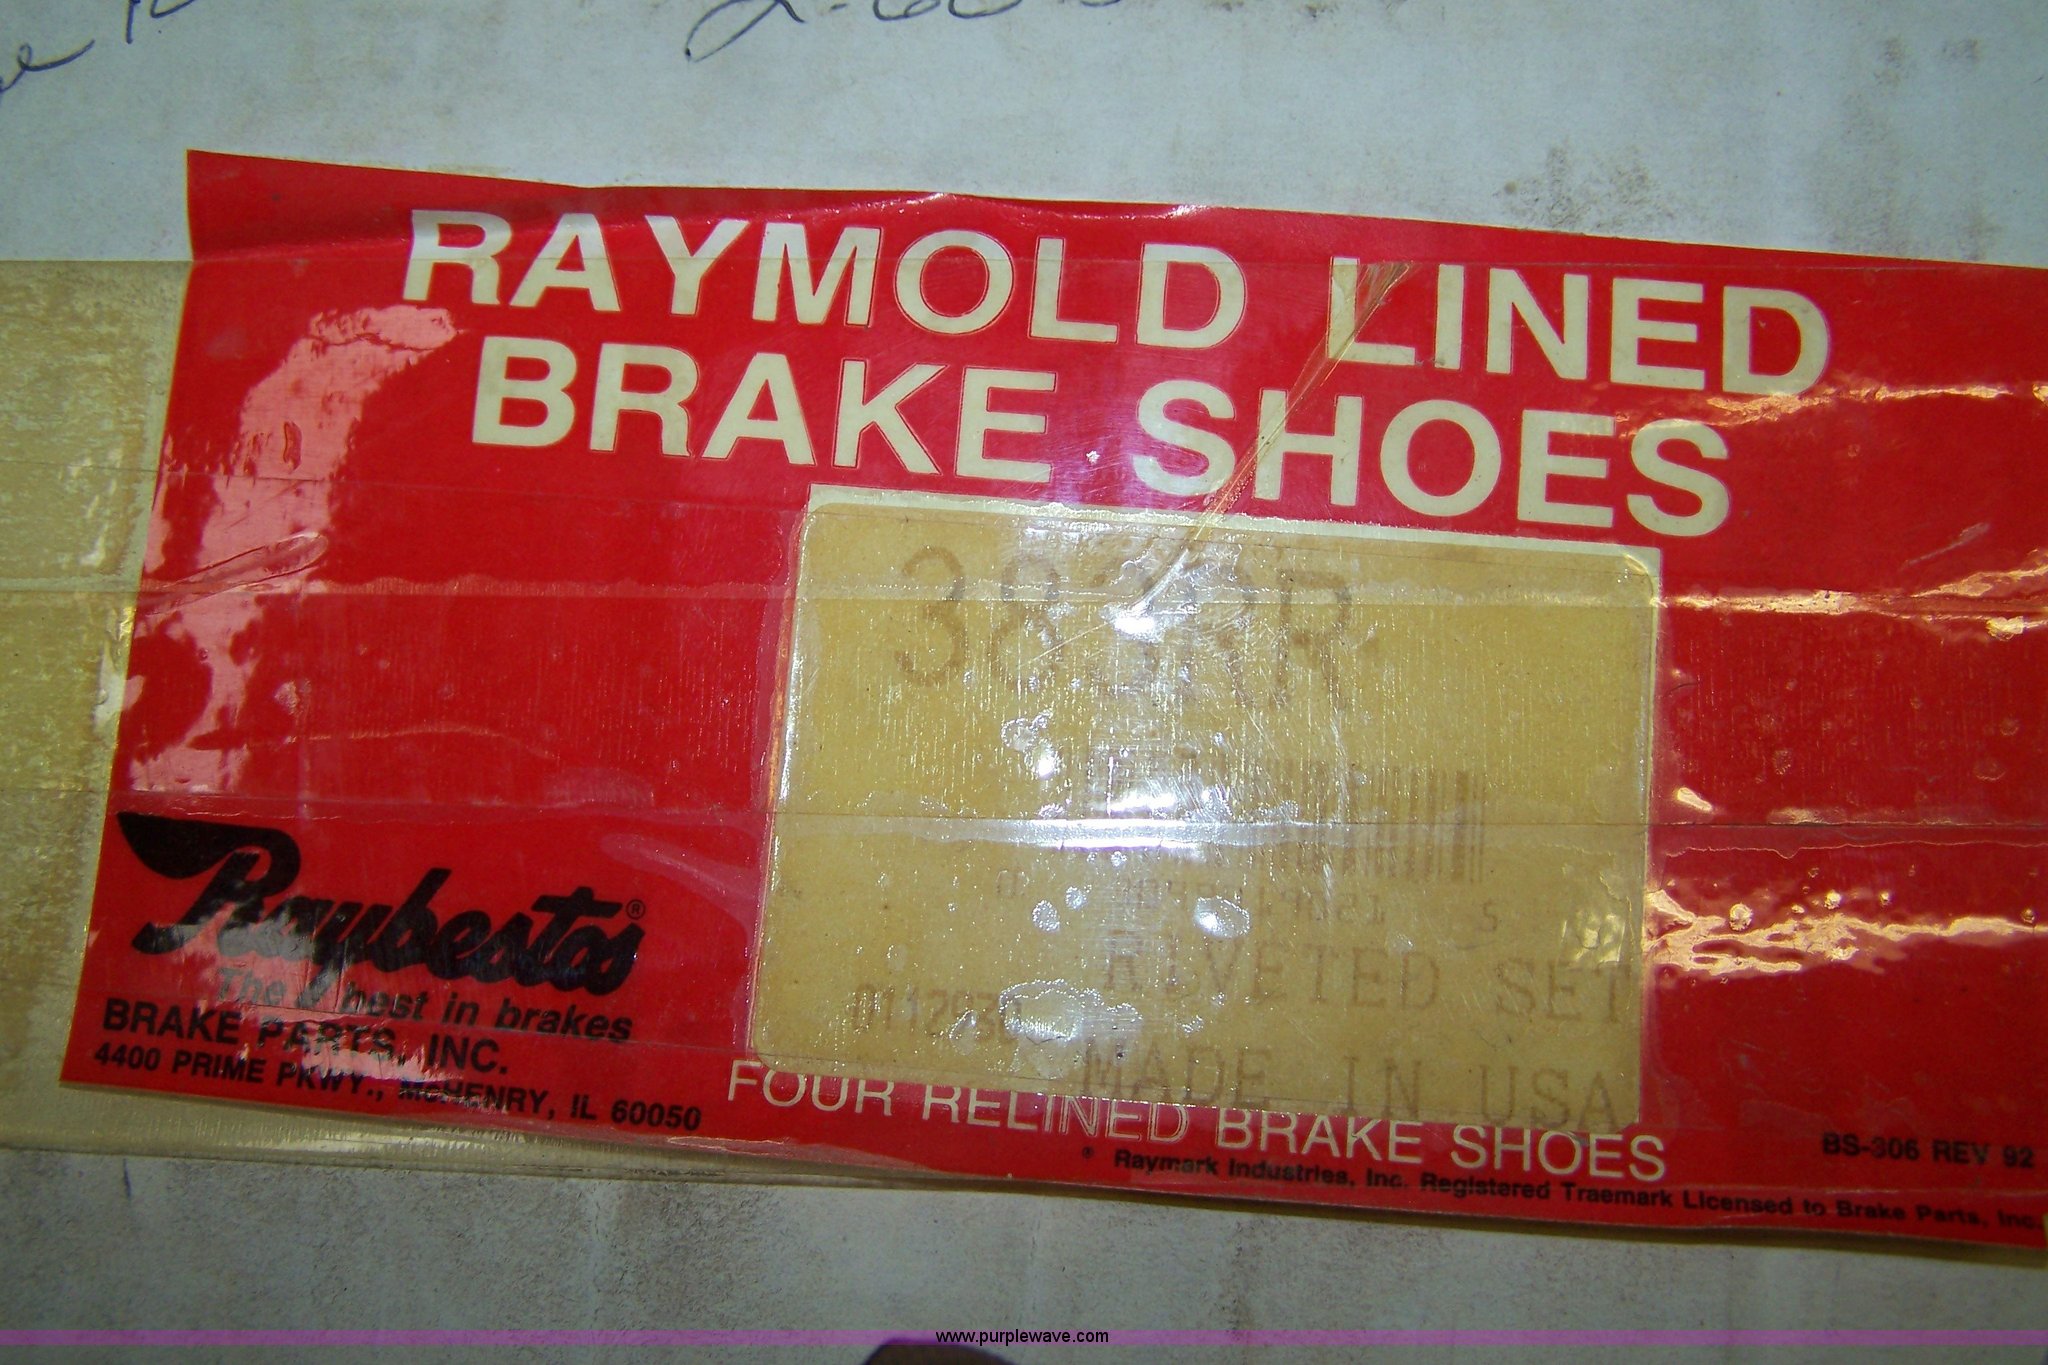 RAYMOLD LINED
BRAKE SHOES
Raybestos®
The best in brakes
BRAKE PARTS, INC.
4400 PRIME PKWY., McHENRY, IL 60050
RIVETED SET
MADE IN USA
FOUR RELINED BRAKE SHOES
® Raymark Industries, Inc. Registered Traemark Licensed to Brake Parts, Inc.
BS-306 REV 92
www.purplewave.com